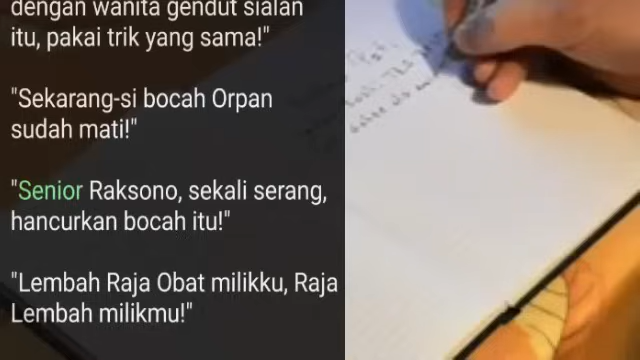 dengan wanita gendut sialan
itu, pakai trik yang sama!"
"Sekarang-si bocah Orpan
sudah mati!"
"Senior Raksono, sekali serang,
hancurkan bocah itu!"
"Lembah Raja Obat milikku, Raja
Lembah milikmu!"